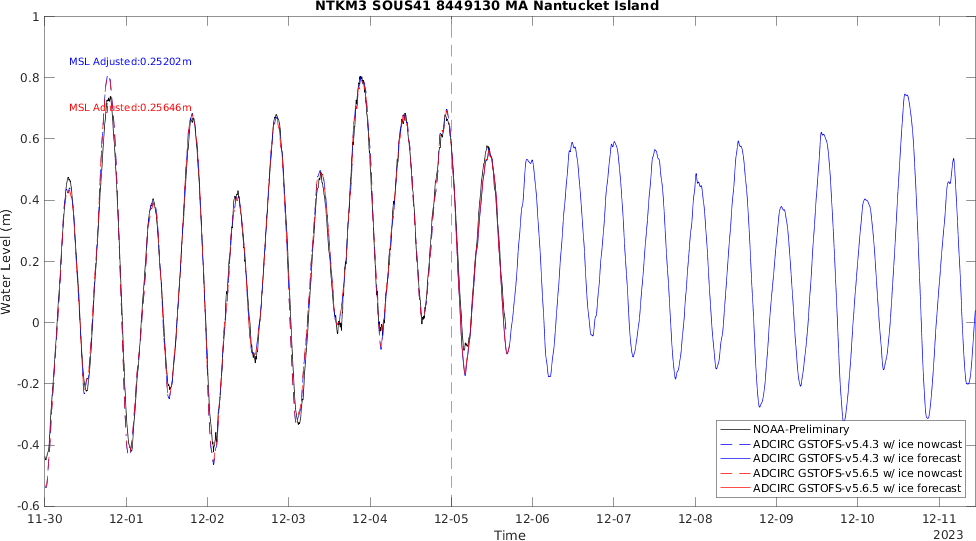 NTKM3 SOUS41 8449130 MA Nantucket Island
1
MSL Adjusted:0.25202m
0.8
MSL Adjusted:0.25646m
0.6
0.4
0.2
0
-0.2
-0.4
-0.6
Water Level (m)
NOAA-Preliminary
ADCIRC GSTOFS-v5.4.3 w/ ice nowcast
ADCIRC GSTOFS-v5.4.3 w/ ice forecast
ADCIRC GSTOFS-v5.6.5 w/ ice nowcast
ADCIRC GSTOFS-v5.6.5 w/ ice forecast
11-30 12-01 12-02 12-03 12-04 12-05 12-06 12-07 12-08 12-09 12-10 12-11
Time
2023